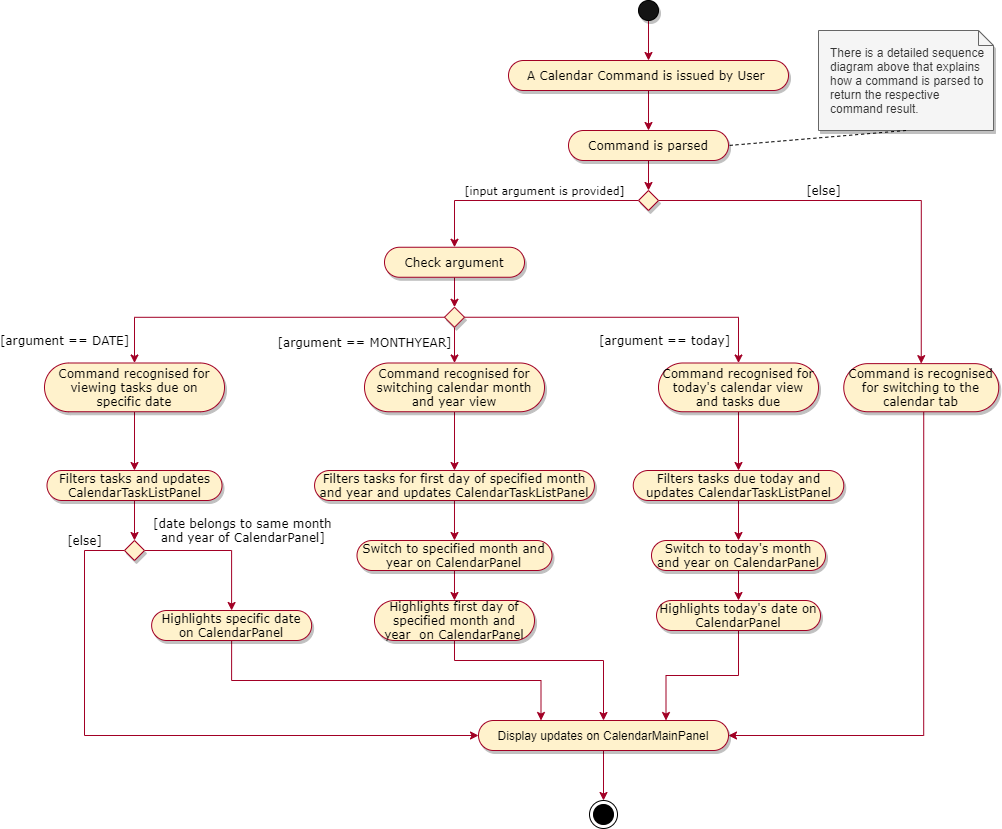 There is a detailed sequence
diagram above that explains
how a command is parsed to
return the respective
command result.
A Calendar Command is issued by User
Command is parsed
[input argument is provided]
[else]
Check argument
[argument == DATE]
[argument == MONTHYEAR]
[argument == today]
Command recognised for
viewing tasks due on
specific date
Command recognised for
switching calendar month
and year view
Command recognised for
today's calendar view
and tasks due
Command is recognised
for switching to the
calendar tab
Filters tasks and updates
CalendarTaskListPanel
Filters tasks for first day of specified month
and year and updates CalendarTaskListPanel
Filters tasks due today and
updates CalendarTaskListPanel
[else]
[date belongs to same month
and year of CalendarPanel]
Switch to specified month and
year on CalendarPanel
Switch to today's month
and year on CalendarPanel
Highlights specific date
on CalendarPanel
Highlights first day of
specified month and
year on CalendarPanel
Highlights today's date on
CalendarPanel
Display updates on CalendarMainPanel